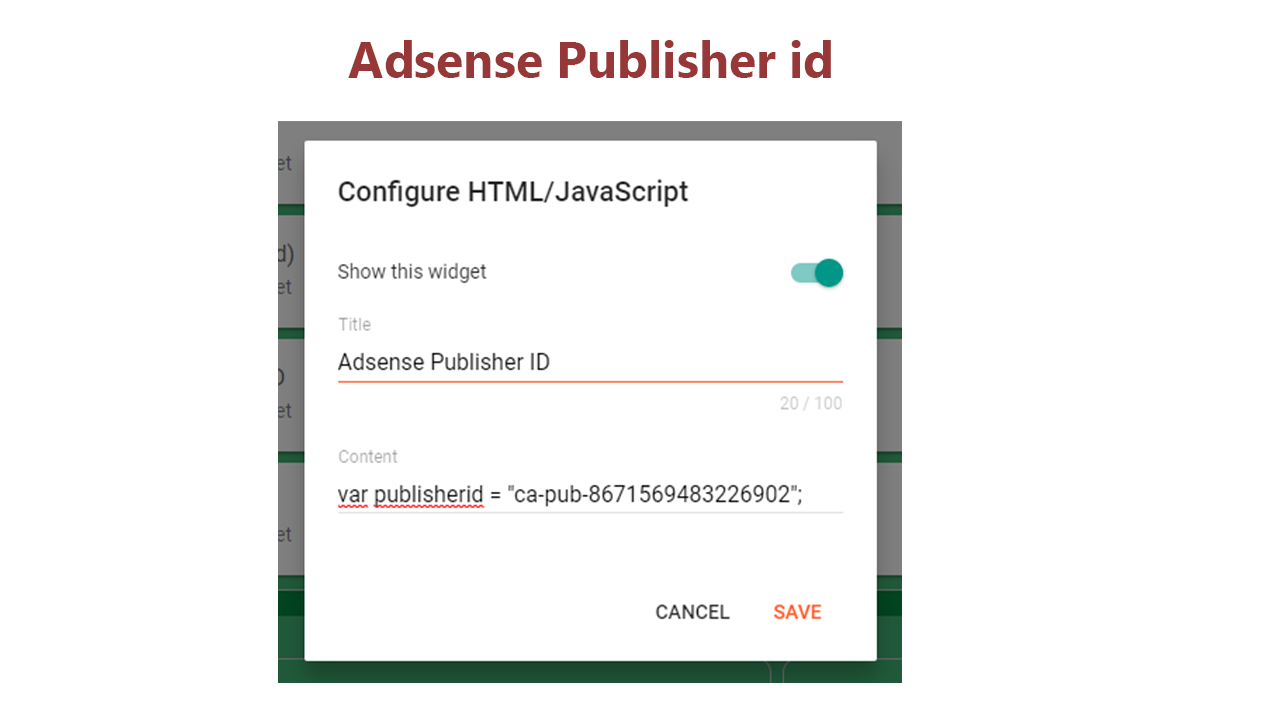 Adsense Publisher id
et
Configure HTML/JavaScript
d)
Show this widget
et
Title
Adsense Publisher ID
20 / 100
et
Content
var publisherid = "ca-pub-8671569483226902";
et
CANCEL SAVE